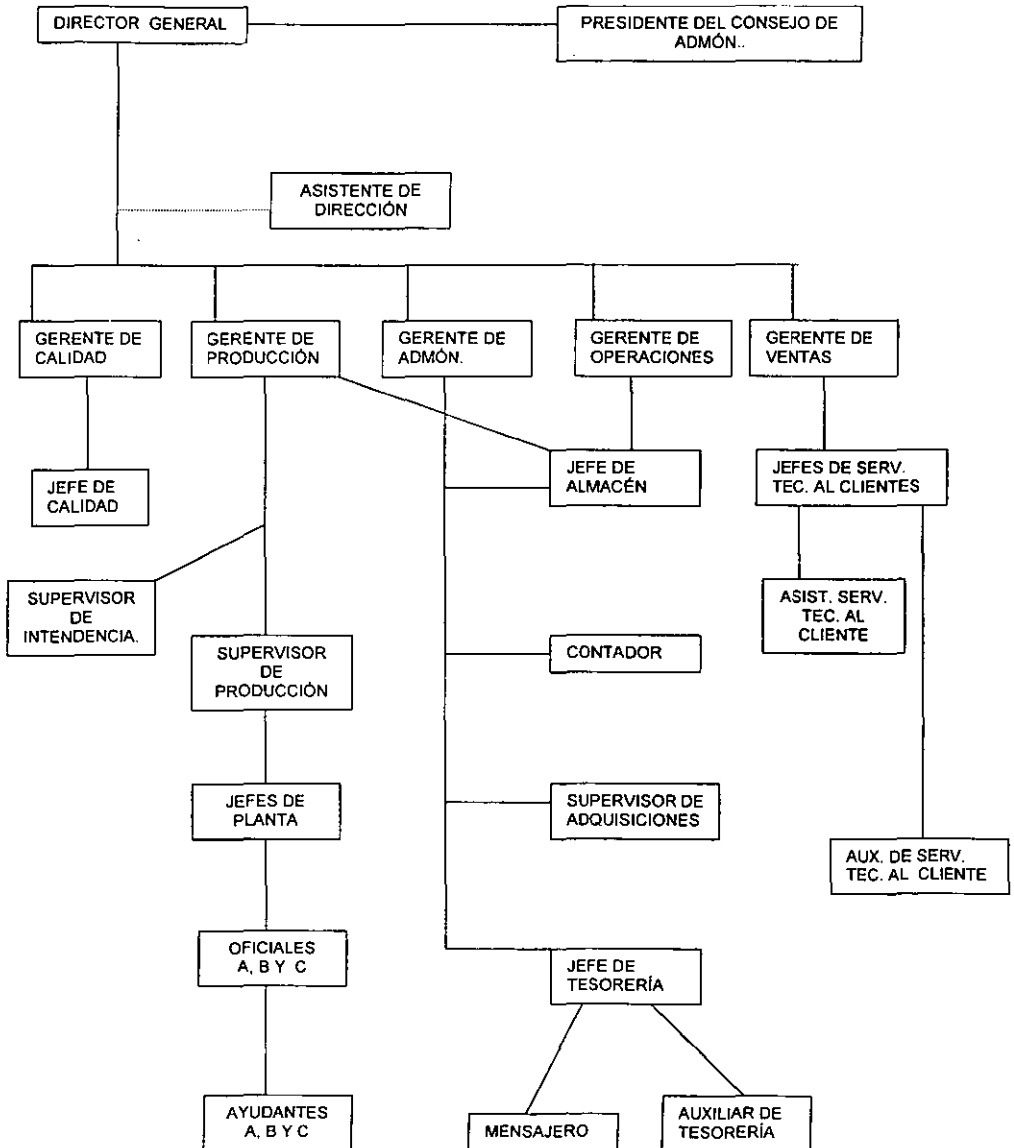 DIRECTOR GENERAL
PRESIDENTE DEL CONSEJO DE
ADMÓN..
ASISTENTE DE
DIRECCIÓN
GERENTE DE
CALIDAD
GERENTE DE
PRODUCCIÓN
GERENTE DE
ADMÓN.
GERENTE DE
OPERACIONES
GERENTE DE
VENTAS
JEFE DE
CALIDAD
JEFE DE
ALMACÉN
JEFES DE SERV.
TEC. AL CLIENTES
SUPERVISOR
DE
INTENDENCIA.
ASIST. SERV.
TEC. AL
CLIENTE
SUPERVISOR
DE
PRODUCCIÓN
CONTADOR
JEFES DE
PLANTA
SUPERVISOR DE
ADQUISICIONES
AUX. DE SERV.
TEC. AL CLIENTE
OFICIALES
A, B Y C
JEFE DE
TESORERÍA
AYUDANTES
A, B Y C
MENSAJERO
AUXILIAR DE
TESORERÍA